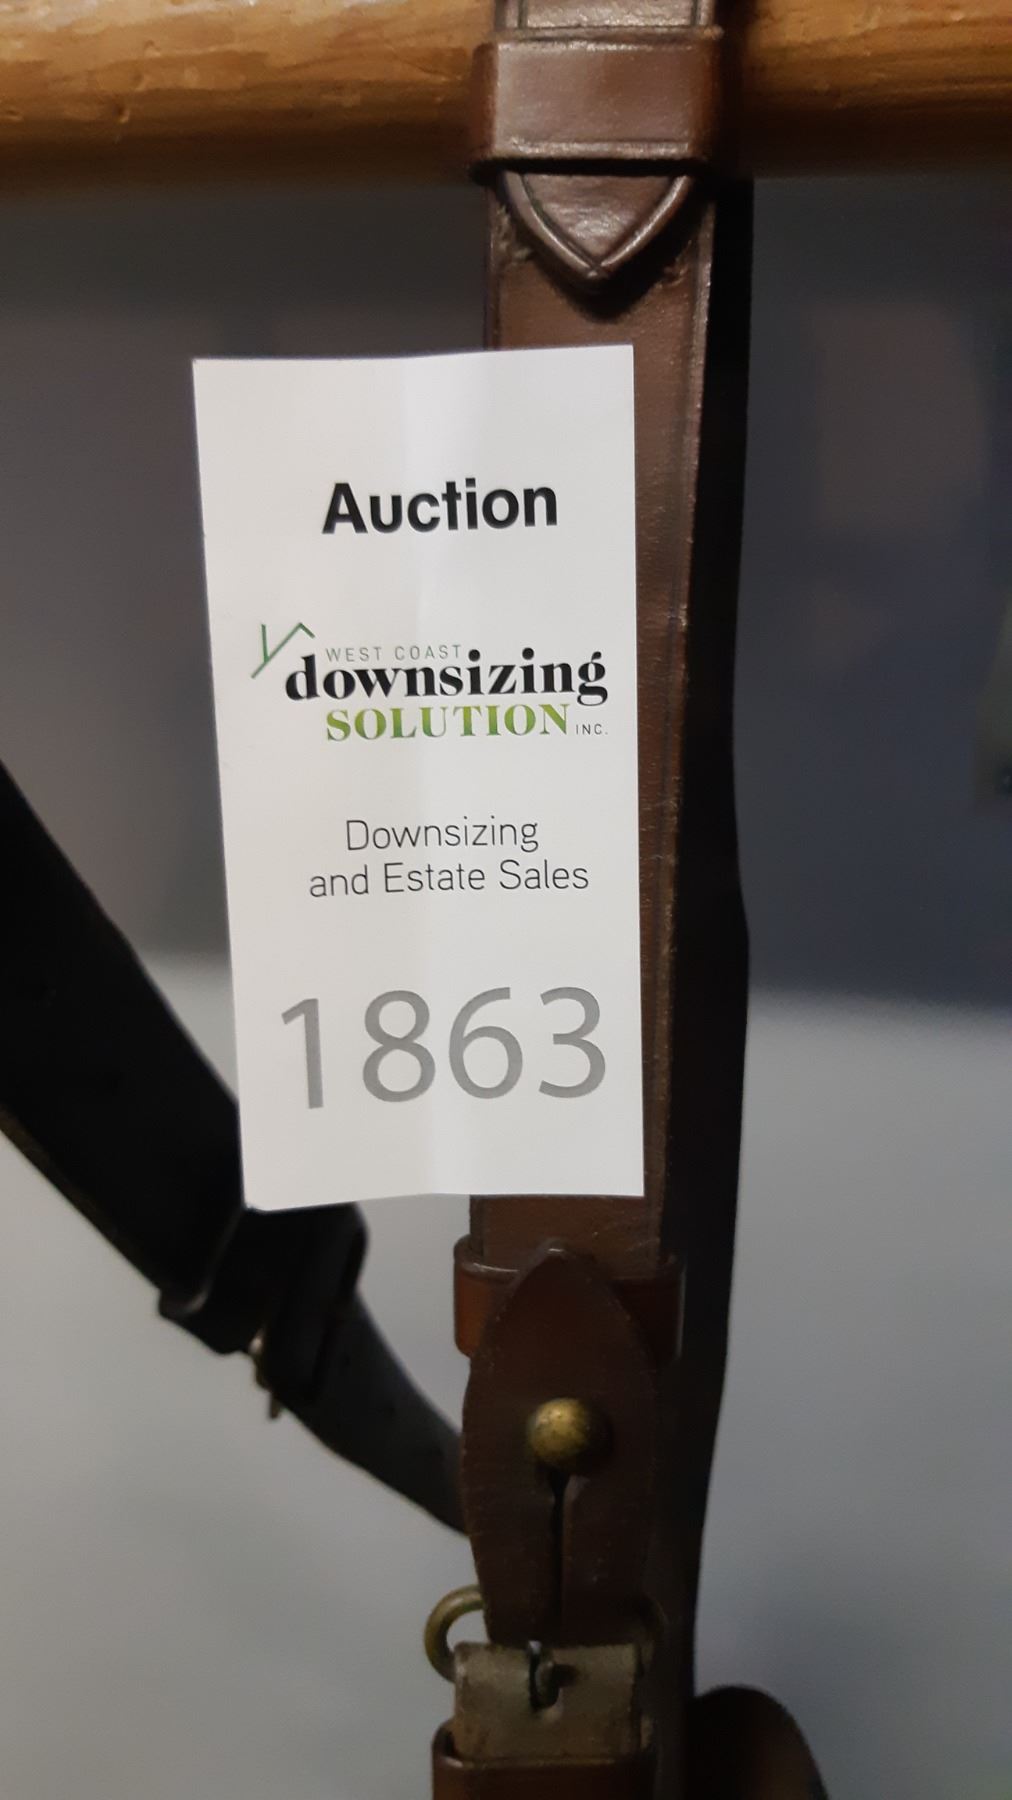 Auction
WEST COAST
downsizing
SOLUTION INC.
Downsizing
and Estate Sales
1863